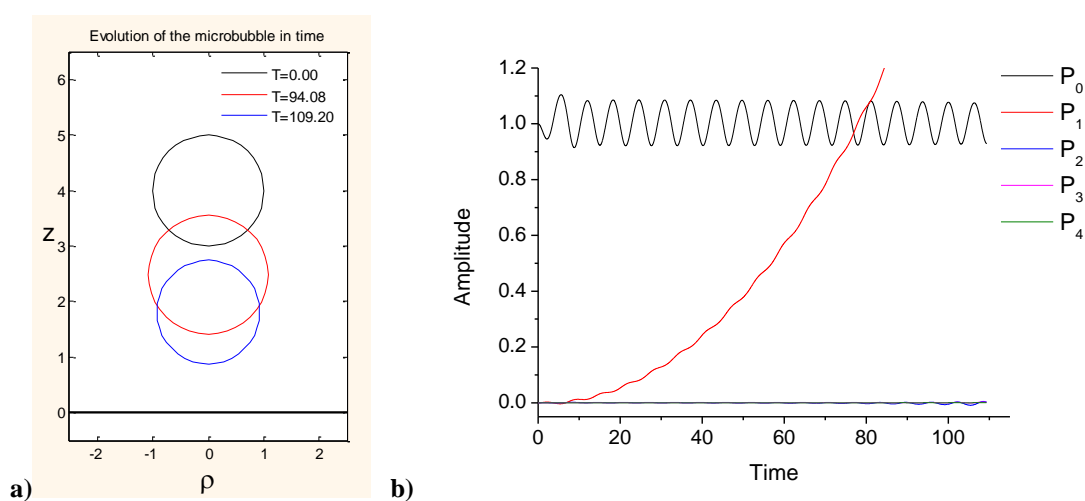 Evolution of the microbubble in time
T=0.00
T=94.08
T=109.20
6
5
4
3
2
1
0
z
-2 -1 0 1 2
ρ
a)
1.2
1.0
0.8
0.6
0.4
0.2
0.0
Amplitude
0 20 40 60 80 100
Time
P₀
P₁
P₂
P₃
P₄
b)